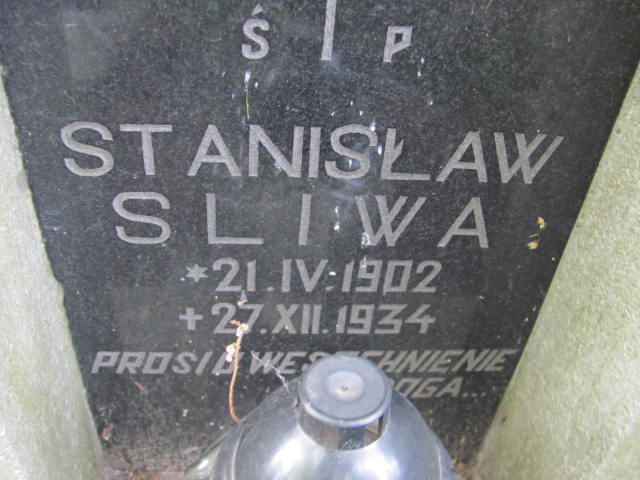 Ś P
STANISŁAW
SLIWA
*21.IV.1902
+27.XII.1934
PROSI O